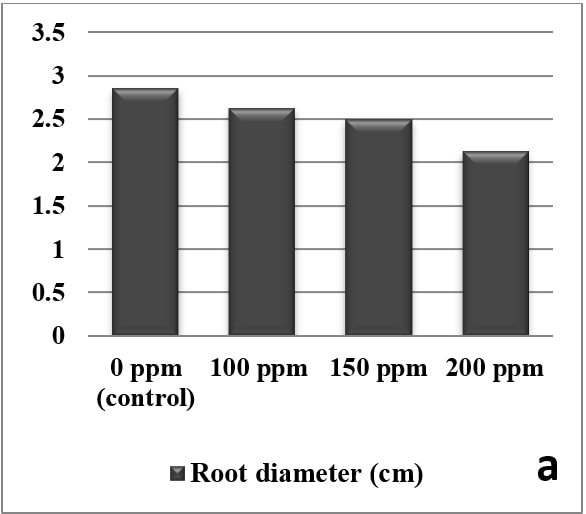 3.5
3
2.5
2
1.5
1
0.5
0
0 ppm (control)
100 ppm
150 ppm
200 ppm
Root diameter (cm)
a